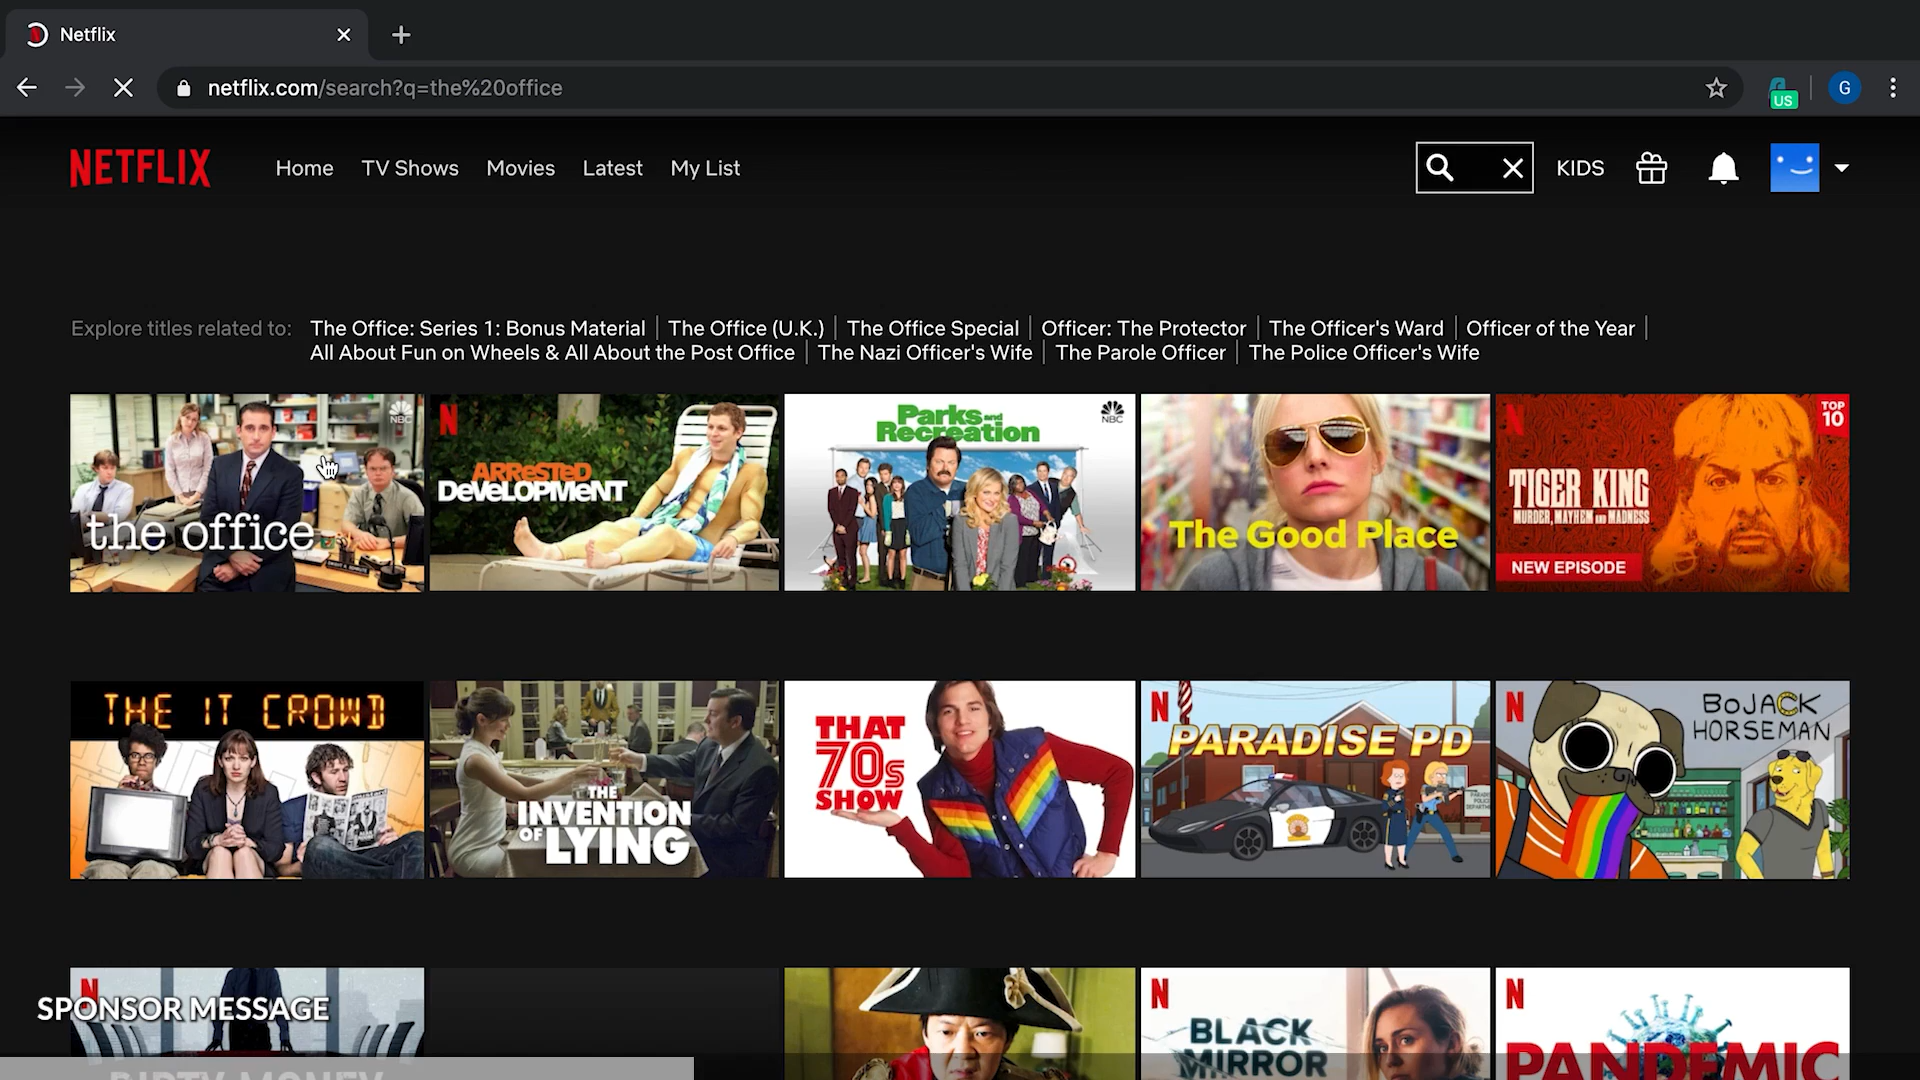 Netflix
netflix.com/search?q=the%20office
US
G
NETFLIX Home TV Shows Movies Latest My List KIDS
Explore titles related to: The Office: Series 1: Bonus Material | The Office (U.K.) | The Office Special | Officer: The Protector | The Officer's Ward | Officer of the Year |
All About Fun on Wheels & All About the Post Office | The Nazi Officer's Wife | The Parole Officer | The Police Officer's Wife
NBC
the office
N
ARRESTED
DEVELOPMENT
Parks and
Recreation
NBC
The Good Place
N
TOP
10
TIGER KING
MURDER, MAYHEM AND MADNESS
NEW EPISODE
THE IT CROWD
THE
INVENTION
OF LYING
THAT
70s
SHOW
N
PARADISE PD
N
BOJACK
HORSEMAN
N
SPONSOR MESSAGE
DIRTY MONEY
N
BLACK
MIRROR
N
PANDEMIC